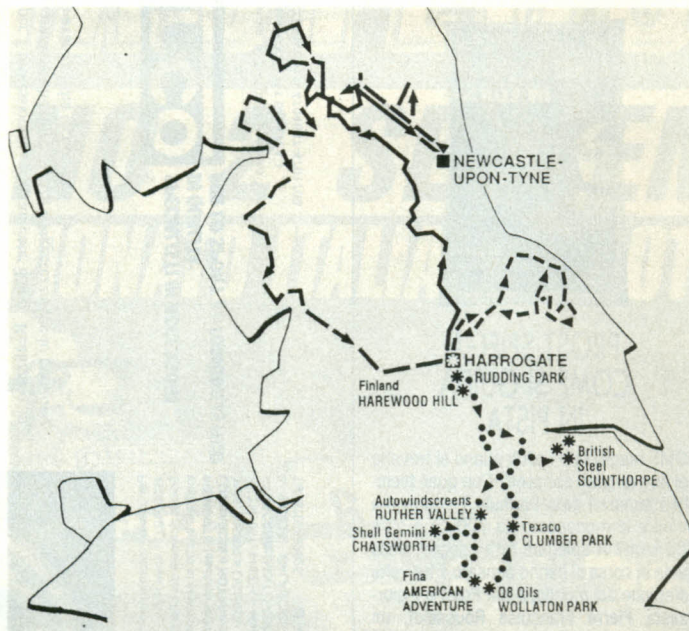 NEWCASTLE-
UPON-TYNE
HARROGATE
RUDDING PARK
Finland
HAREWOOD HILL
British
Steel
SCUNTHORPE
Autowindscreens
RUTHER VALLEY
Shell Gemini
CHATSWORTH
Texaco
CLUMBER PARK
Fina
AMERICAN
ADVENTURE
Q8 Oils
WOLLATON PARK